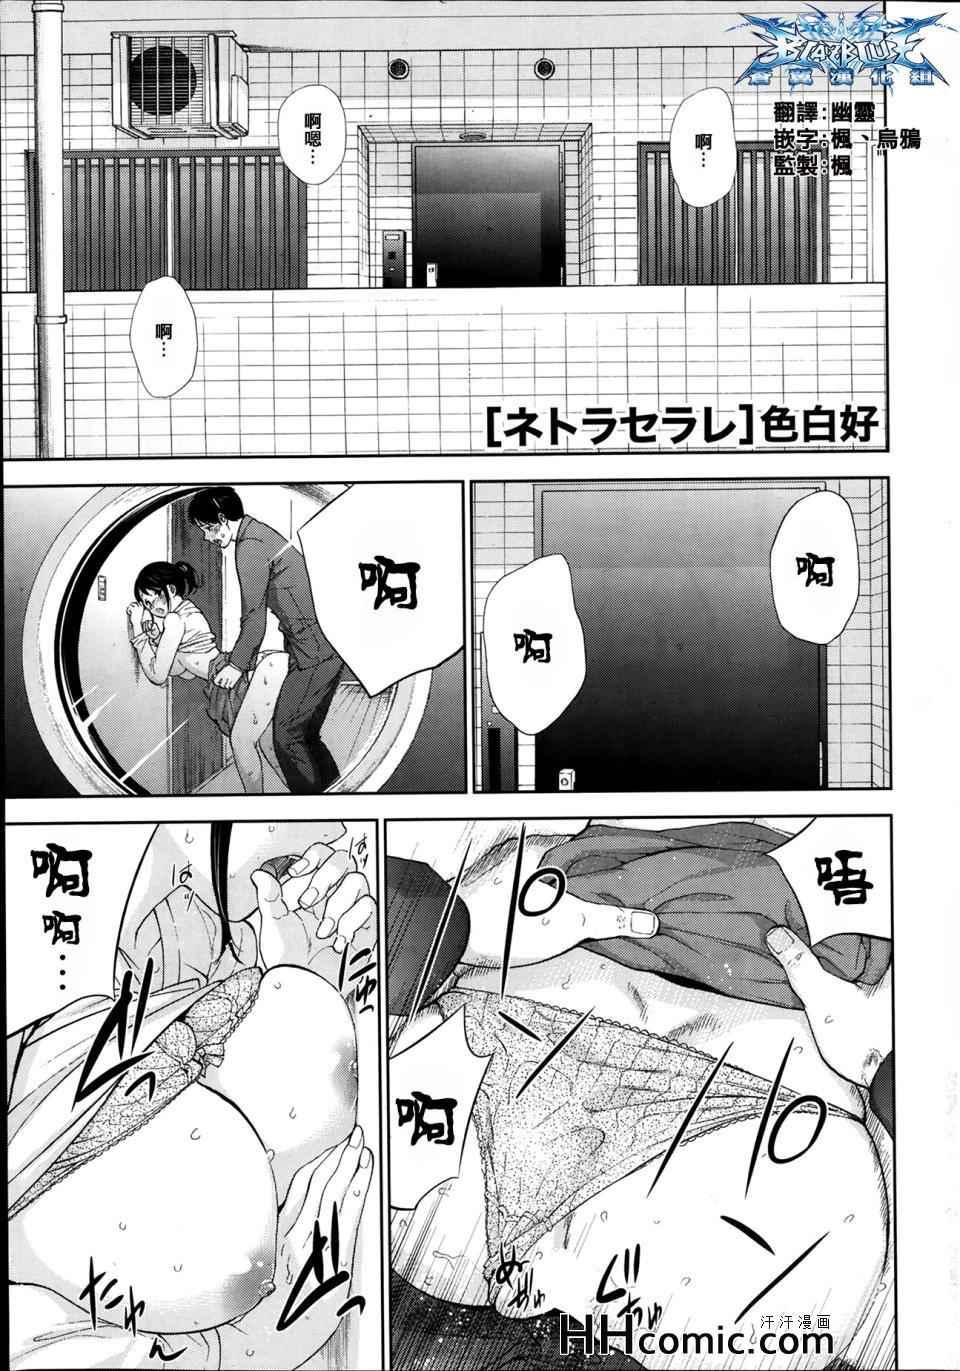 BLAZBLUE
蒼翼漢化組
翻譯：幽靈
嵌字：楓、烏鴉
監製：楓
啊…
啊嗯…
啊…
[ネトラセラレ]色白好
啊
啊
啊
唔
啊
啊
啊…
汗汗漫画
HHcomic.com